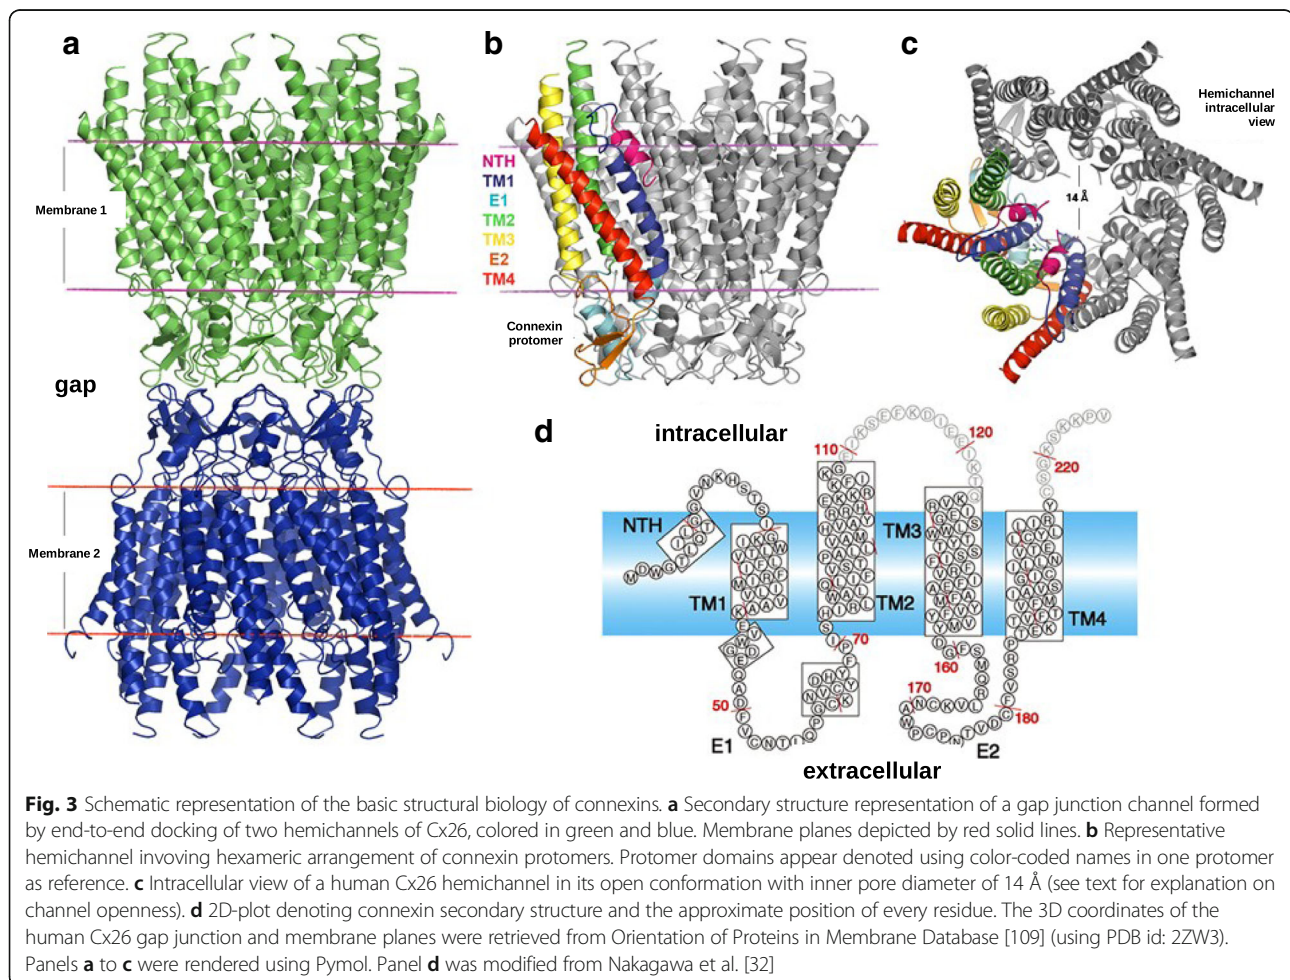 a
b
c
Hemichannel
intracellular
view
NTH
TM1
E1
TM2
TM3
E2
TM4
14 Å
Membrane 1
Connexin
protomer
gap
Membrane 2
d
intracellular
extracellular
NTH
TM1
TM2
TM3
TM4
E1
E2
50
70
110
120
160
170
180
220
Fig. 3 Schematic representation of the basic structural biology of connexins. a Secondary structure representation of a gap junction channel formed
by end-to-end docking of two hemichannels of Cx26, colored in green and blue. Membrane planes depicted by red solid lines. b Representative
hemichannel invoving hexameric arrangement of connexin protomers. Protomer domains appear denoted using color-coded names in one protomer
as reference. c Intracellular view of a human Cx26 hemichannel in its open conformation with inner pore diameter of 14 Å (see text for explanation on
channel openness). d 2D-plot denoting connexin secondary structure and the approximate position of every residue. The 3D coordinates of the
human Cx26 gap junction and membrane planes were retrieved from Orientation of Proteins in Membrane Database [109] (using PDB id: 2ZW3).
Panels a to c were rendered using Pymol. Panel d was modified from Nakagawa et al. [32]